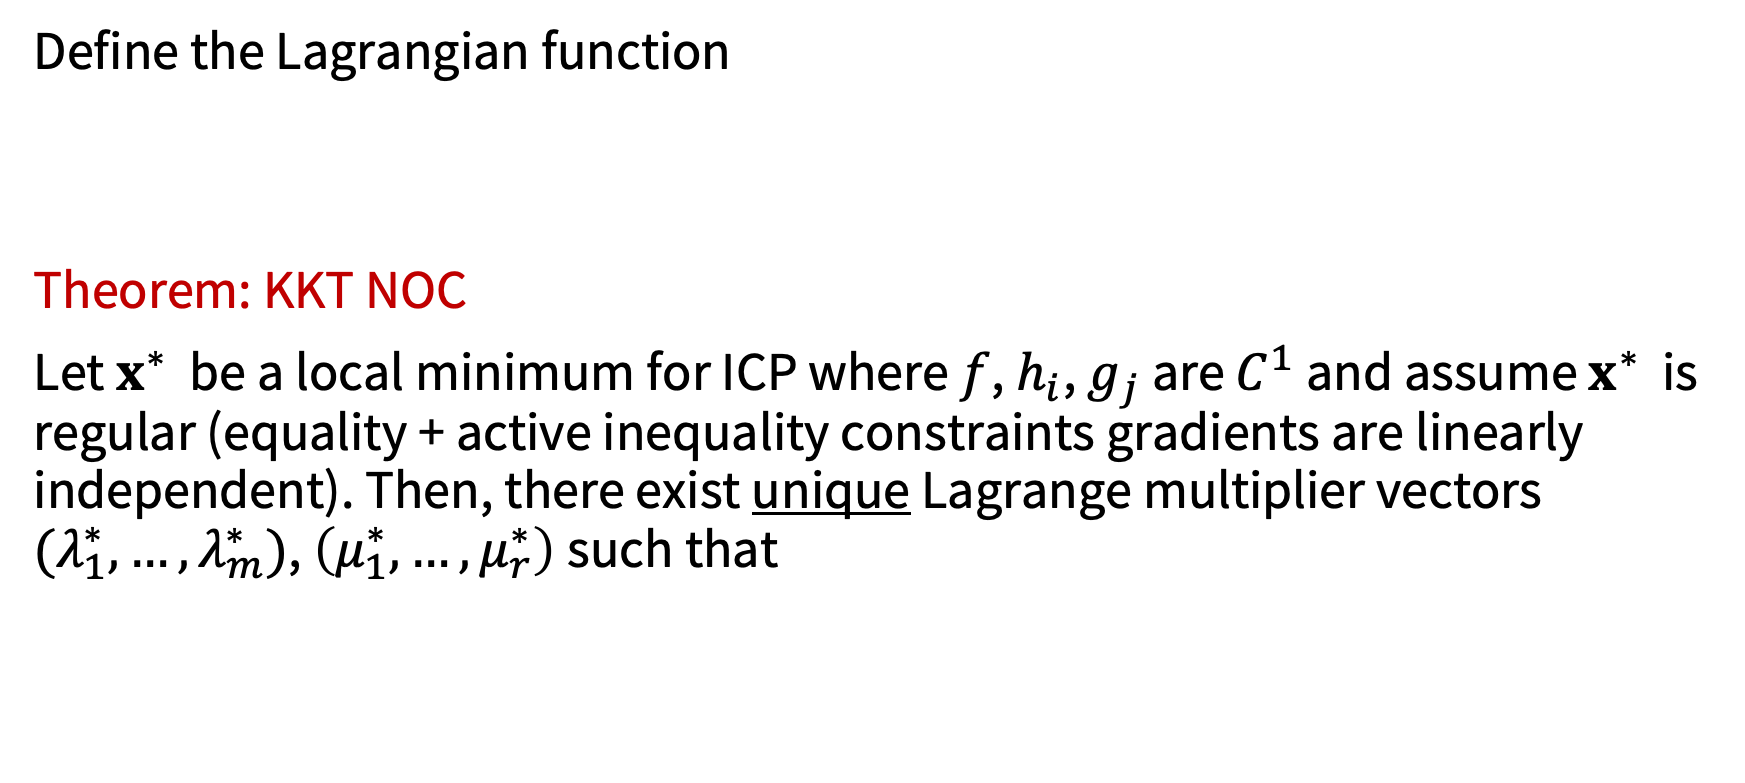 Define the Lagrangian function
Theorem: KKT NOC
Let 𝐱* be a local minimum for ICP where 𝑓, ℎᵢ, 𝑔ⱼ are 𝐶¹ and assume 𝐱* is
regular (equality + active inequality constraints gradients are linearly
independent). Then, there exist unique Lagrange multiplier vectors
(𝜆₁*, … , 𝜆ₘ*), (𝜇₁*, … , 𝜇ᵣ*) such that